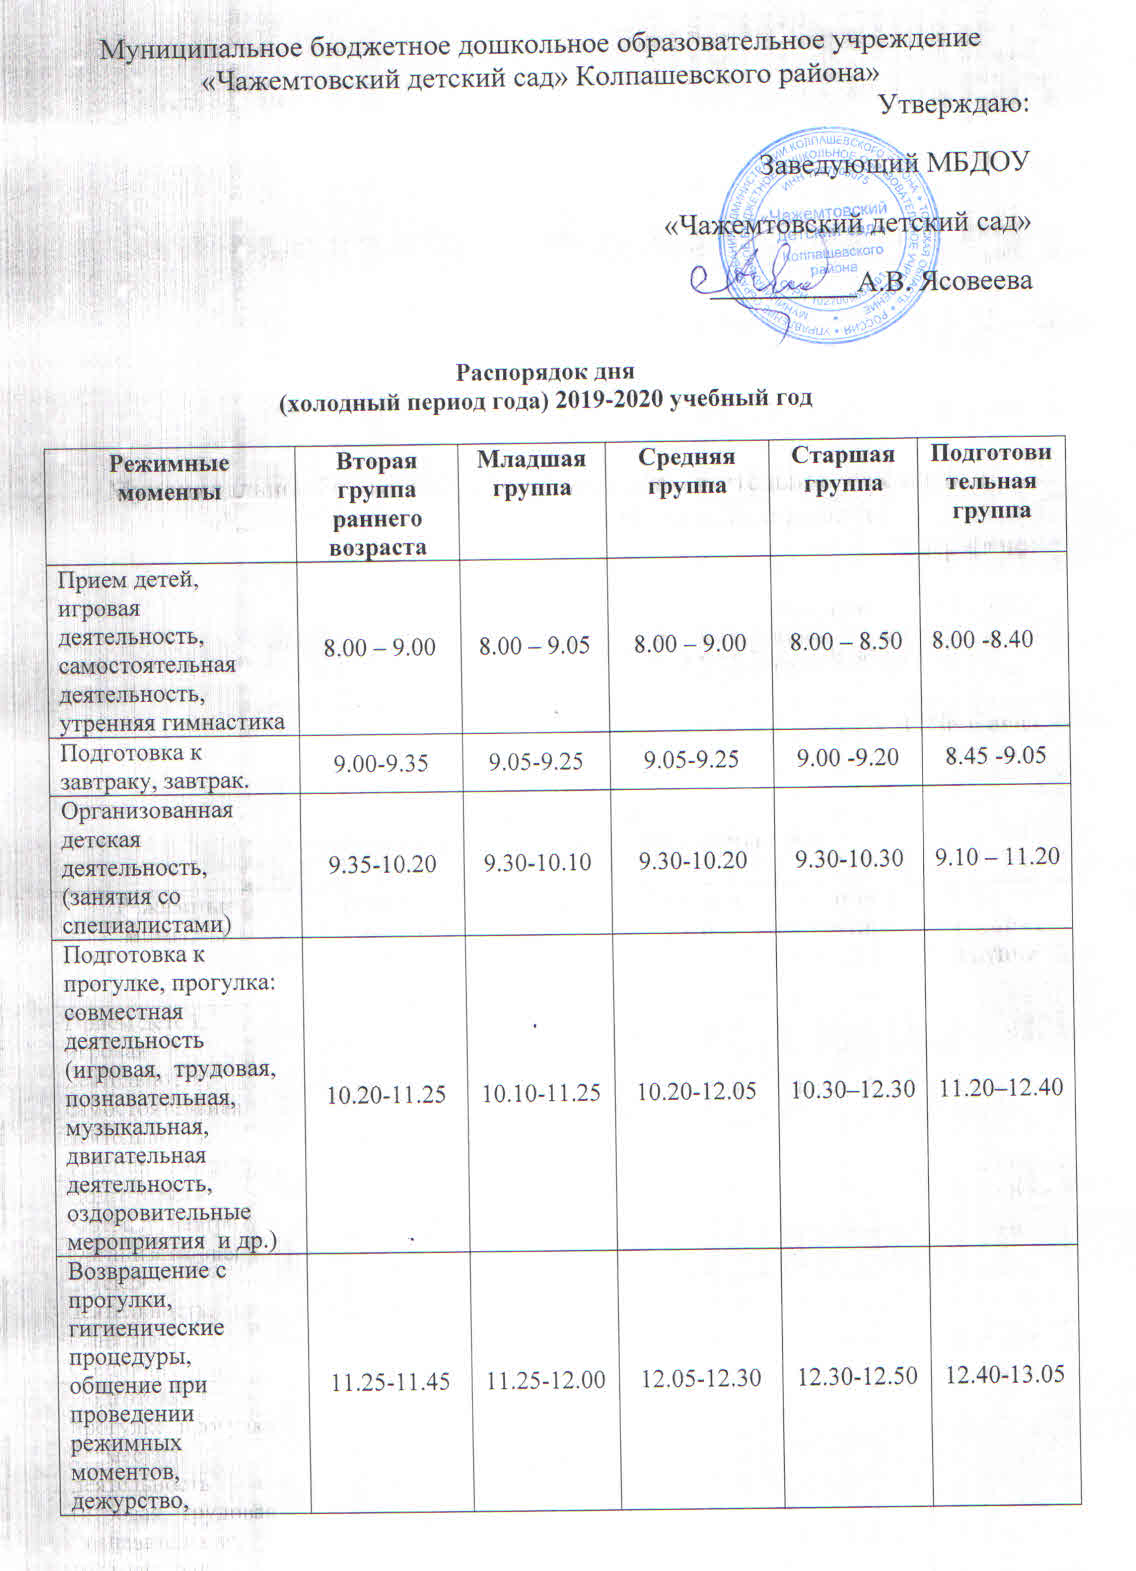 Муниципальное бюджетное дошкольное образовательное учреждение
«Чажемтовский детский сад» Колпашевского района»
Утверждаю:
Заведующий МБДОУ
«Чажемтовский детский сад»
А.В. Ясовеева
«Чажемтовский
детский сад»
Колпашевского
района
Распорядок дня
(холодный период года) 2019-2020 учебный год
Режимные
моменты
Вторая
группа
раннего
возраста
Младшая
группа
Средняя
группа
Старшая
группа
Подготови
тельная
группа
Прием детей,
игровая
деятельность,
самостоятельная
деятельность,
утренняя гимнастика
8.00 – 9.00
8.00 – 9.05
8.00 – 9.00
8.00 – 8.50
8.00 -8.40
Подготовка к
завтраку, завтрак.
9.00-9.35
9.05-9.25
9.05-9.25
9.00 -9.20
8.45 -9.05
Организованная
детская
деятельность,
(занятия со
специалистами)
9.35-10.20
9.30-10.10
9.30-10.20
9.30-10.30
9.10 – 11.20
Подготовка к
прогулке, прогулка:
совместная
деятельность
(игровая, трудовая,
познавательная,
музыкальная,
двигательная
деятельность,
оздоровительные
мероприятия и др.)
10.20-11.25
10.10-11.25
10.20-12.05
10.30–12.30
11.20–12.40
Возвращение с
прогулки,
гигиенические
процедуры,
общение при
проведении
режимных
моментов,
дежурство,
11.25-11.45
11.25-12.00
12.05-12.30
12.30-12.50
12.40-13.05